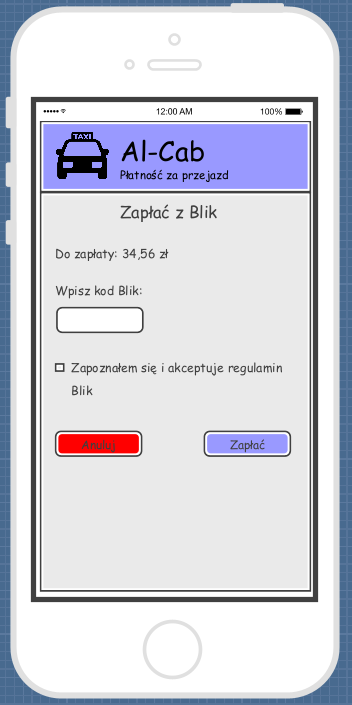 12:00 AM 100%
TAXI
Al-Cab
Płatność za przejazd
Zapłać z Blik
Do zapłaty: 34,56 zł
Wpisz kod Blik:
Zapoznałem się i akceptuje regulamin
Blik
Anuluj Zapłać